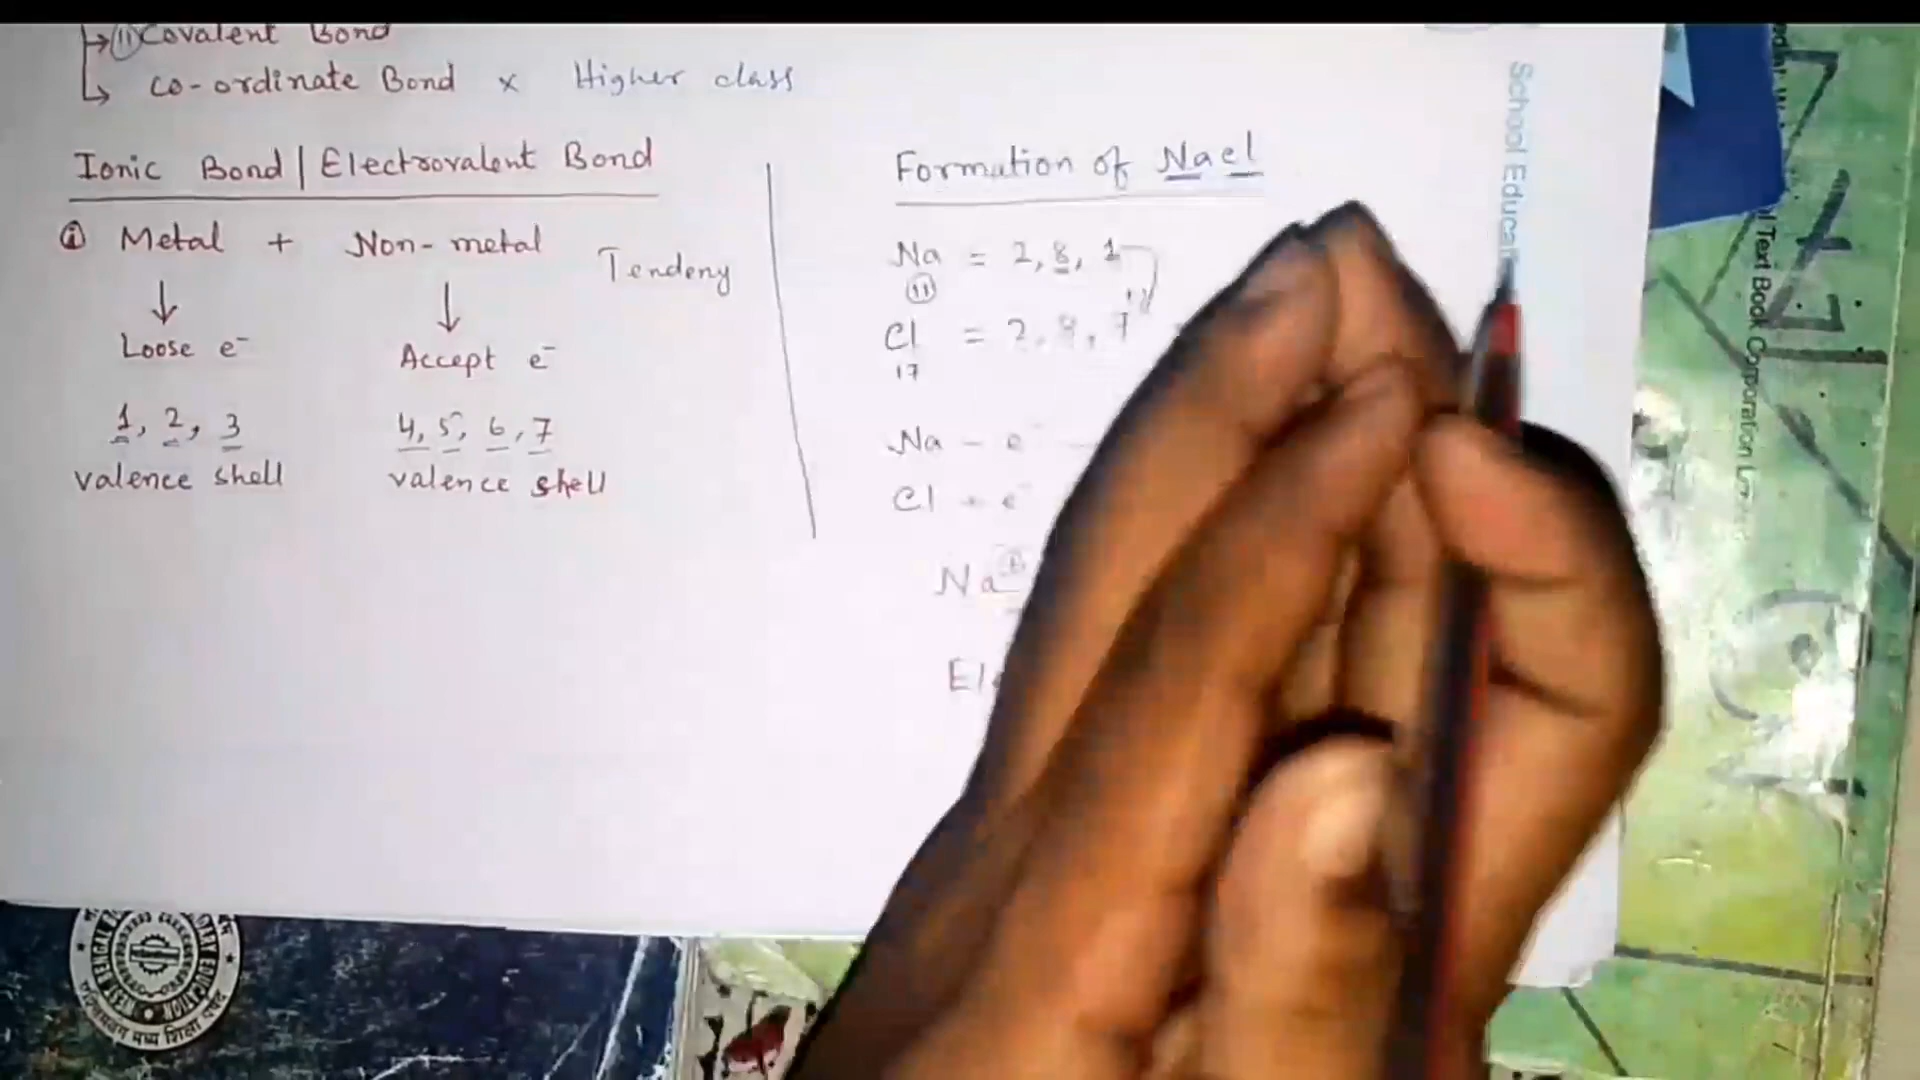 → (ii) Covalent Bond
→ co-ordinate Bond × Higher class
Ionic Bond | Electrovalent Bond
(i) Metal + Non-metal
Tendeny
↓ ↓
Loose e⁻ Accept e⁻
1, 2, 3 4, 5, 6, 7
valence shell valence shell
Formation of Nacl
Na = 2, 8, 1
(11)
Cl = 2, 8, 7
17
Na - e⁻
Cl + e⁻
Na⁺
School Educati
Text Book Corporation